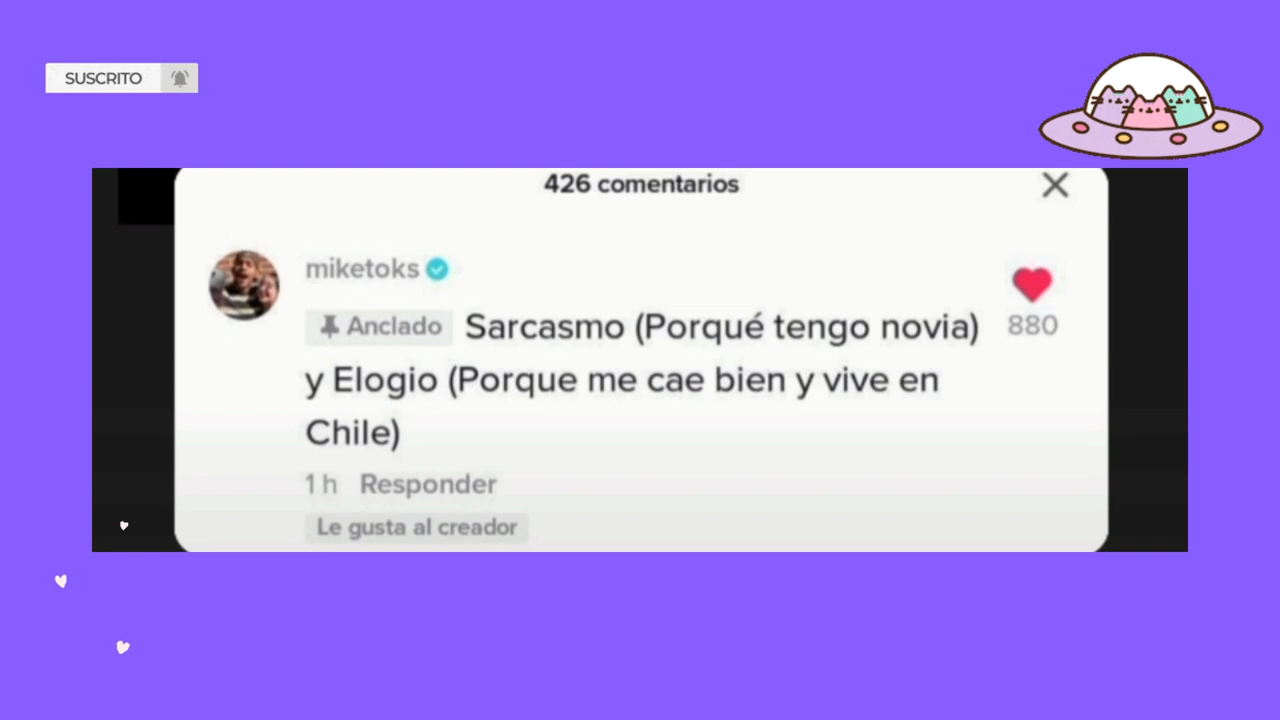 SUSCRITO
426 comentarios
miketoks
Anclado Sarcasmo (Porqué tengo novia)
880
y Elogio (Porque me cae bien y vive en
Chile)
1 h Responder
Le gusta al creador